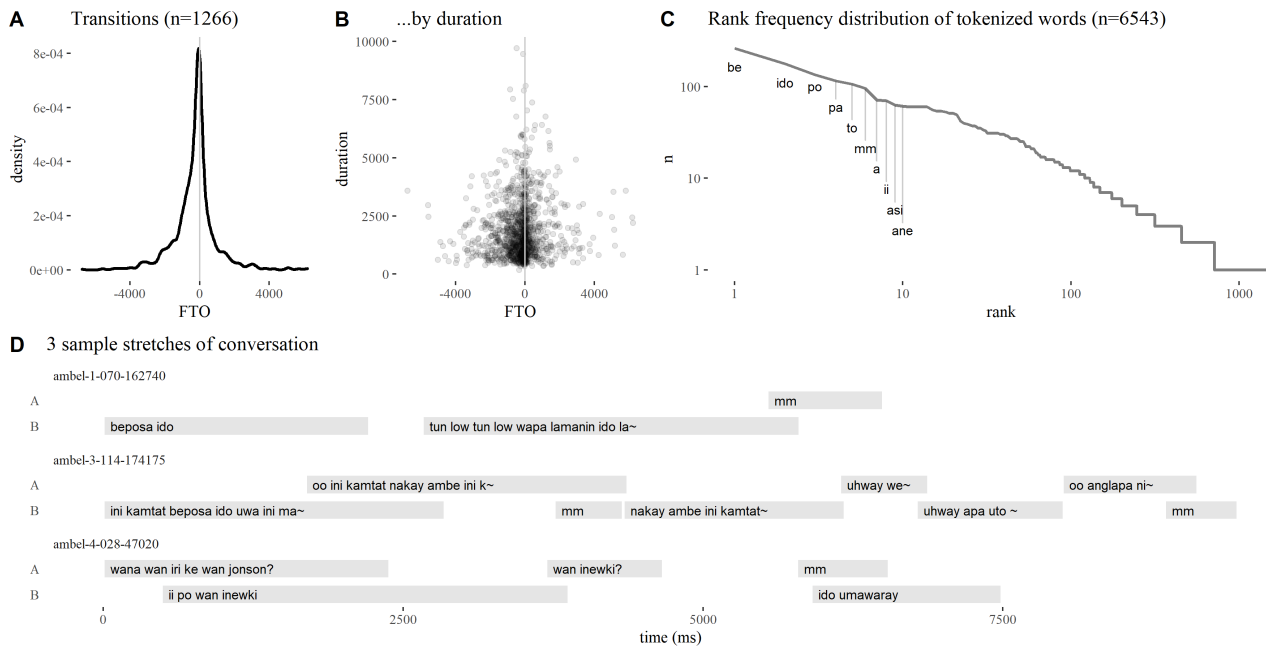 A Transitions (n=1266)
8e-04
6e-04
4e-04
2e-04
0e+00
density
-4000 0 4000
FTO
B ...by duration
10000
7500
5000
2500
0
duration
-4000 0 4000
FTO
C Rank frequency distribution of tokenized words (n=6543)
100
10
1
n
be
ido
po
pa
to
mm
a
ii
asi
ane
1 10 100 1000
rank
D 3 sample stretches of conversation
ambel-1-070-162740
A mm
B beposa ido tun low tun low wapa lamanin ido la~
ambel-3-114-174175
A oo ini kamtat nakay ambe ini k~ uhway we~ oo anglapa ni~
B ini kamtat beposa ido uwa ini ma~ mm nakay ambe ini kamtat~ uhway apa uto ~ mm
ambel-4-028-47020
A wana wan iri ke wan jonson? wan inewki? mm
B ii po wan inewki ido umawaray
0 2500 5000 7500
time (ms)